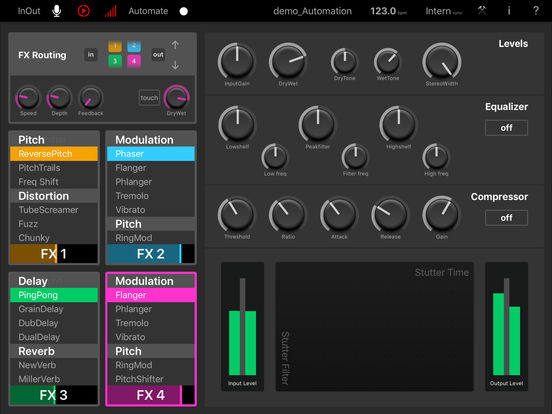 InOut Automate demo_Automation 123.0 bpm Intern sync i ?
FX Routing in 1 2 3 4 out
Speed Depth Feedback touch DryWet
Pitch
ReversePitch
PitchTrails
Freq Shift
Distortion
TubeScreamer
Fuzz
Chunky
FX 1
Modulation
Phaser
Flanger
Phlanger
Tremolo
Vibrato
Pitch
RingMod
FX 2
Delay
PingPong
GrainDelay
DubDelay
DualDelay
Reverb
NewVerb
MillerVerb
FX 3
Modulation
Flanger
Phlanger
Tremolo
Vibrato
Pitch
RingMod
PitchShifter
FX 4
Levels
InputGain DryWet DryTone WetTone StereoWidth
Equalizer
off
Lowshelf Peakfilter Highshelf
Low freq Filter freq High freq
Compressor
off
Threshold Ratio Attack Release Gain
Input Level
Stutter Time
Stutter Filter
Output Level